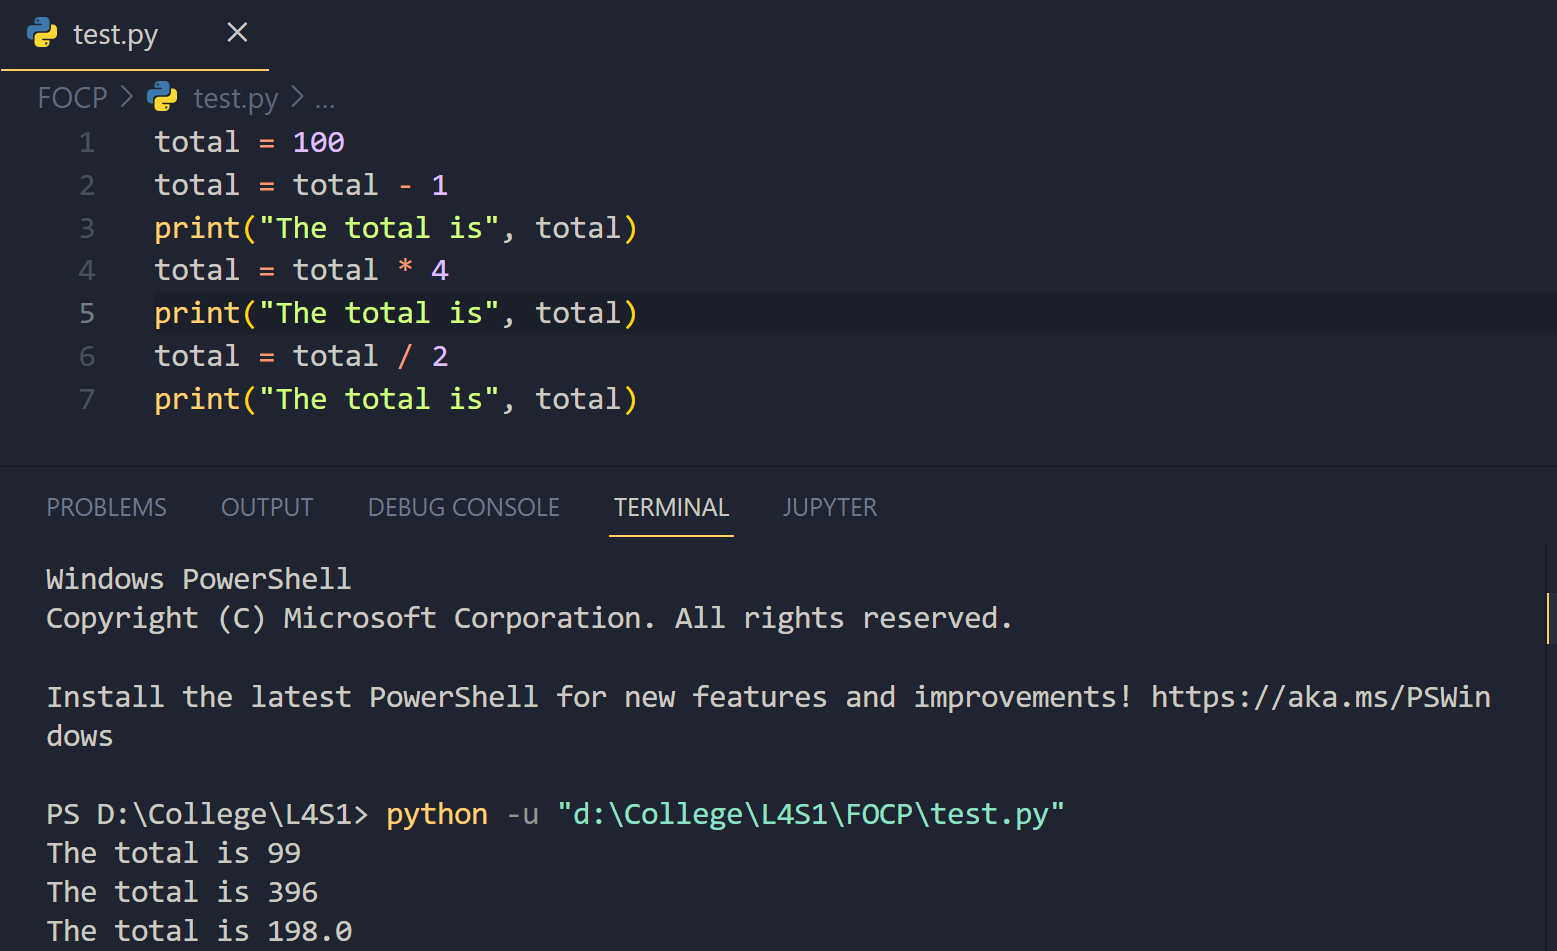 test.py
FOCP > test.py > ...
1 total = 100
2 total = total - 1
3 print("The total is", total)
4 total = total * 4
5 print("The total is", total)
6 total = total / 2
7 print("The total is", total)
PROBLEMS OUTPUT DEBUG CONSOLE TERMINAL JUPYTER
Windows PowerShell
Copyright (C) Microsoft Corporation. All rights reserved.
Install the latest PowerShell for new features and improvements! https://aka.ms/PSWin
dows
PS D:\College\L4S1> python -u "d:\College\L4S1\FOCP\test.py"
The total is 99
The total is 396
The total is 198.0